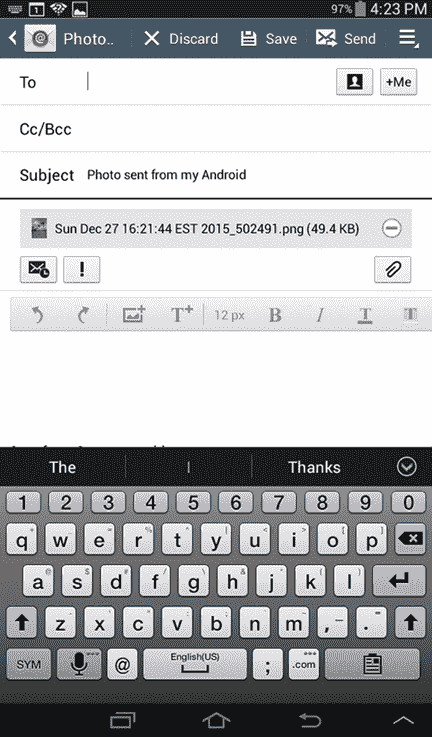 1 97% 4:23 PM
@ Photo.. Discard Save Send
To +Me
Cc/Bcc
Subject Photo sent from my Android
Sun Dec 27 16:21:44 EST 2015_502491.png (49.4 KB)
!
T+ 12 px B I T T
The I Thanks
1 2 3 4 5 6 7 8 9 0
q w e r t y u i o p
a s d f g h j k l
z x c v b n m , .
SYM @ English(US) ; .com